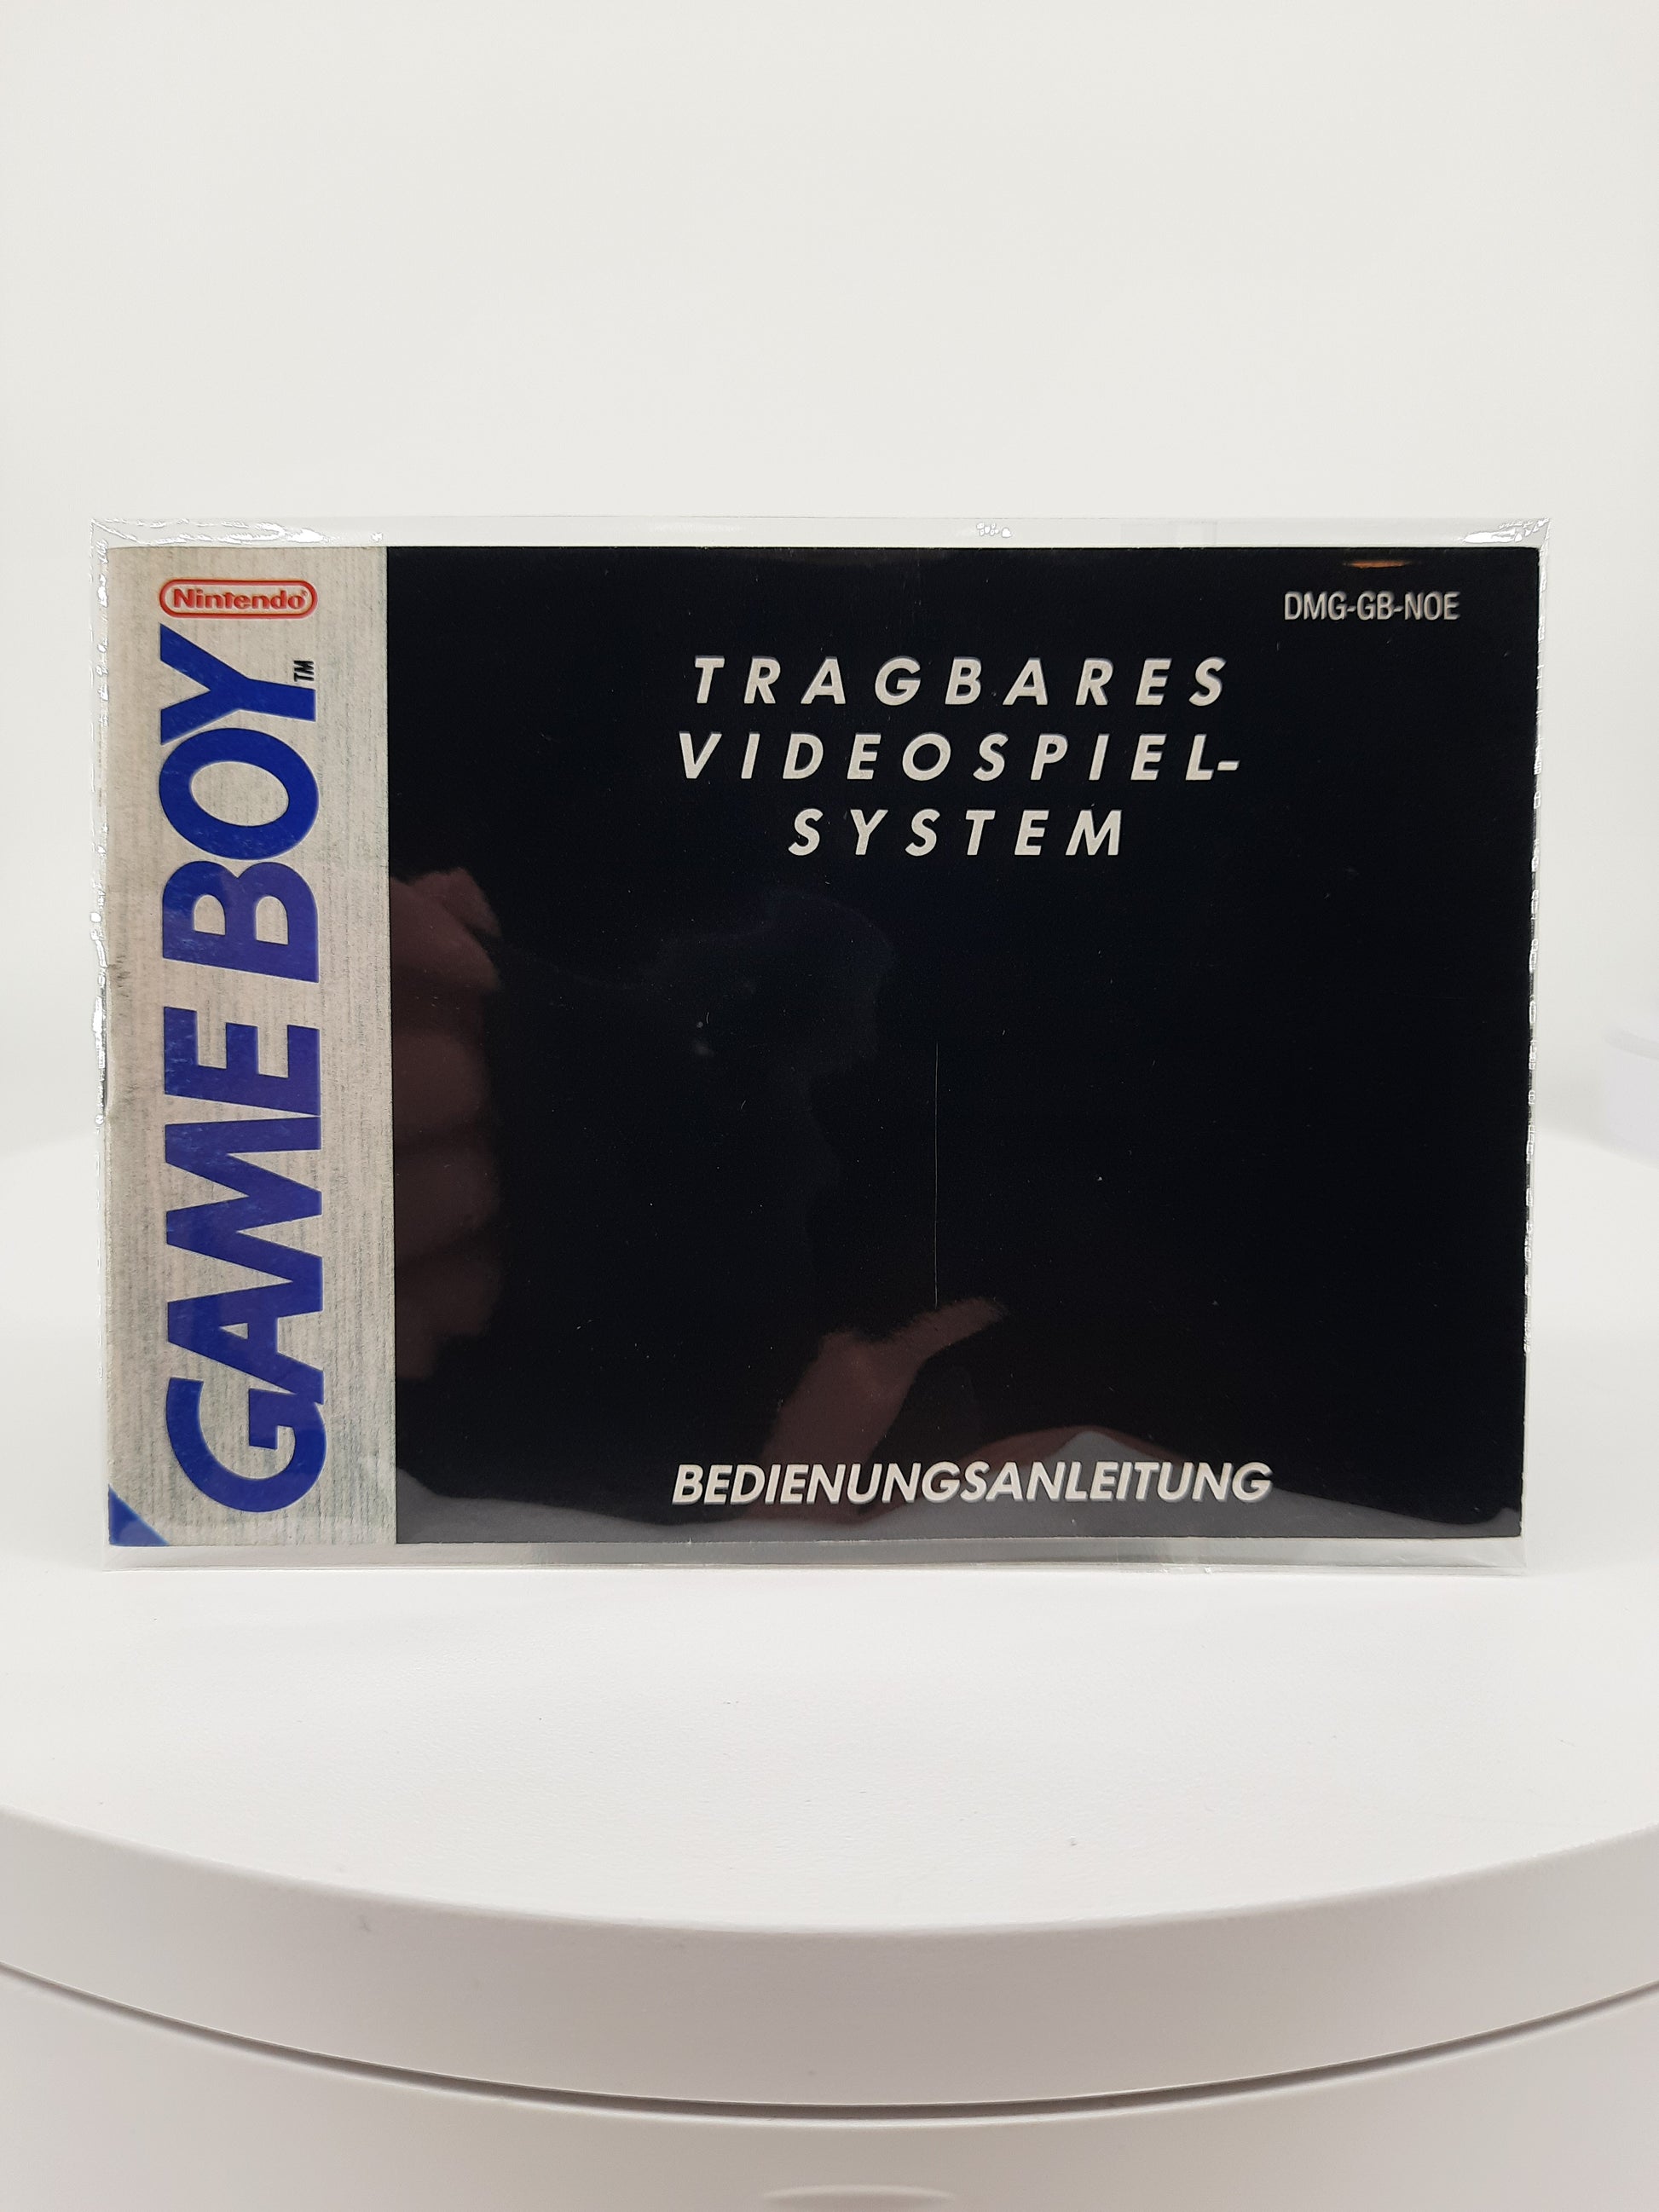 Nintendo®
GAME BOY™
DMG-GB-NOE
TRAGBARES
VIDEOSPIEL-
SYSTEM
BEDIENUNGSANLEITUNG